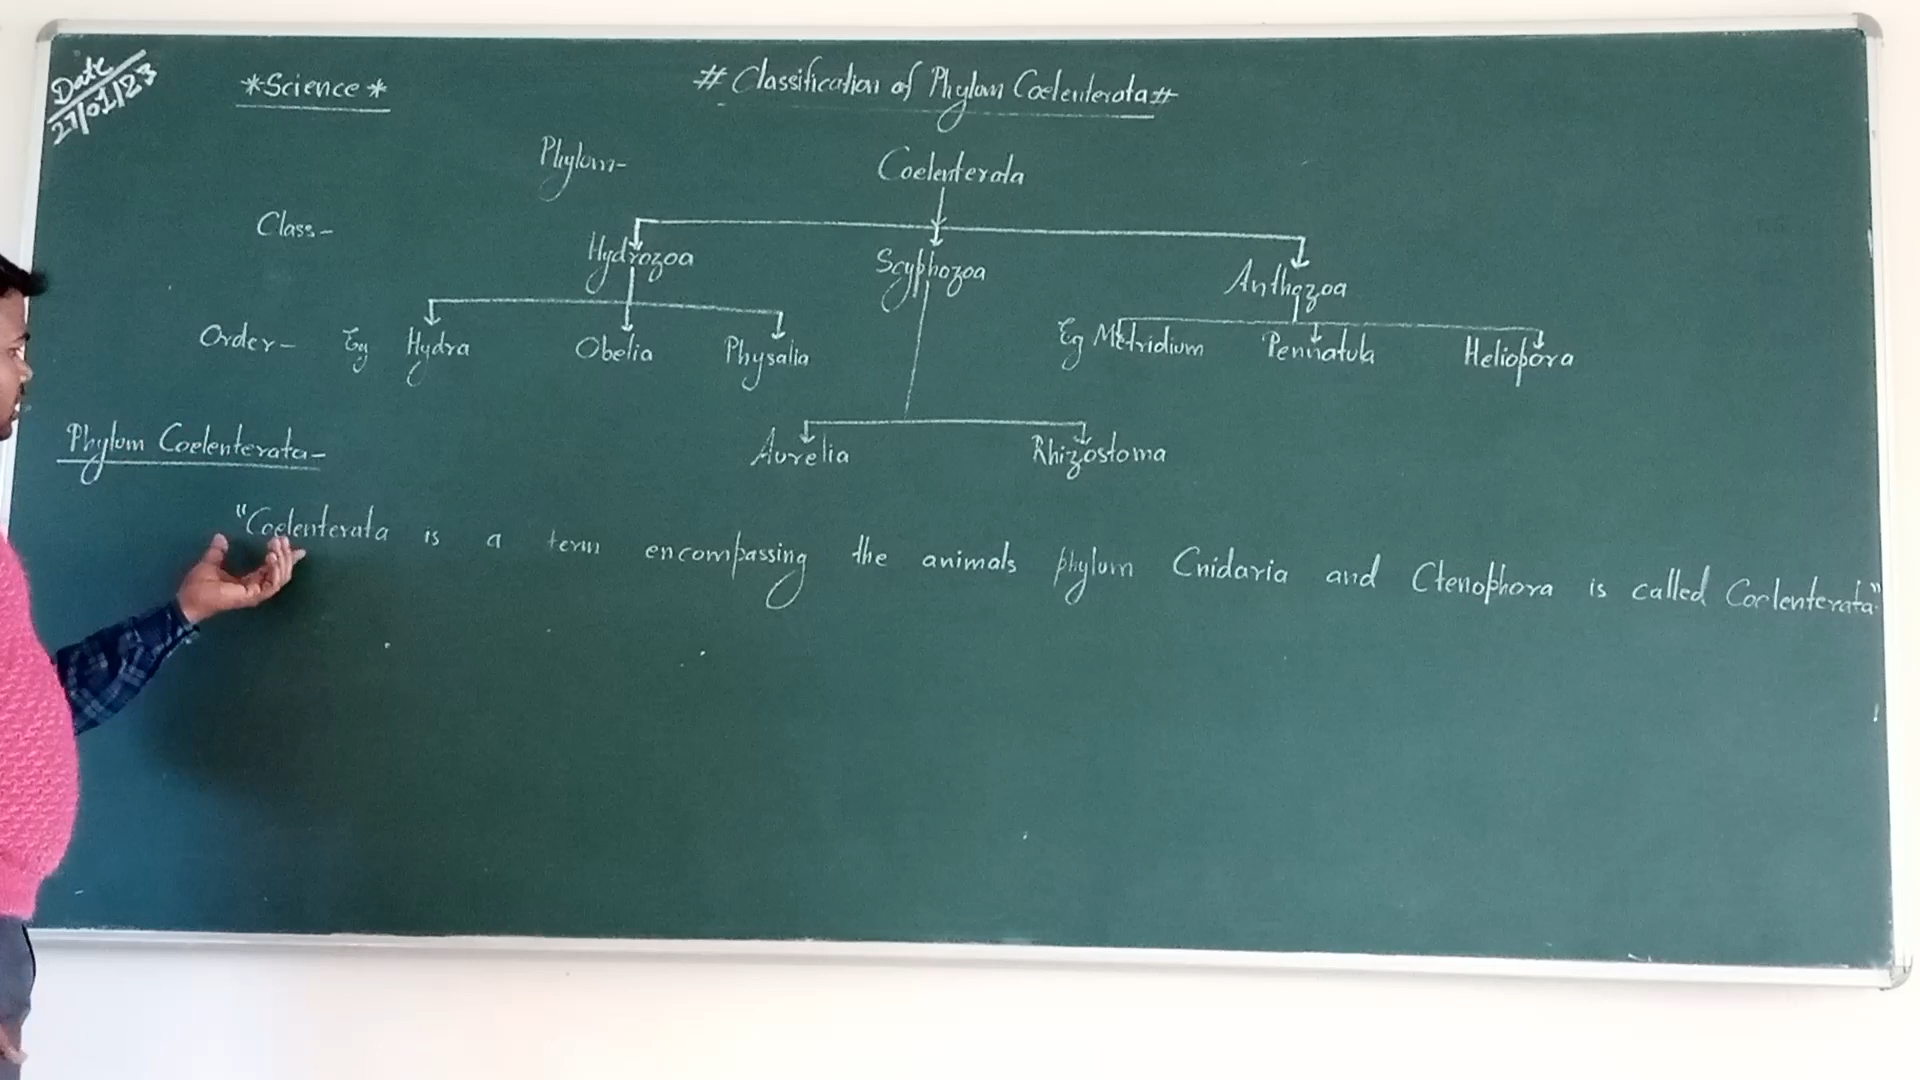 Date
27/01/23
*Science*
# Classification of Phylum Coelenterata #
Phylum-
Coelenterata
Class-
Hydrozoa
Scyphozoa
Anthozoa
Order- Eg Hydra Obelia Physalia
Eg Metridium Pennatula Heliopora
Aurelia Rhizostoma
Phylum Coelenterata-
"Coelenterata is a term encompassing the animals phylum Cnidaria and Ctenophora is called Coelenterata"